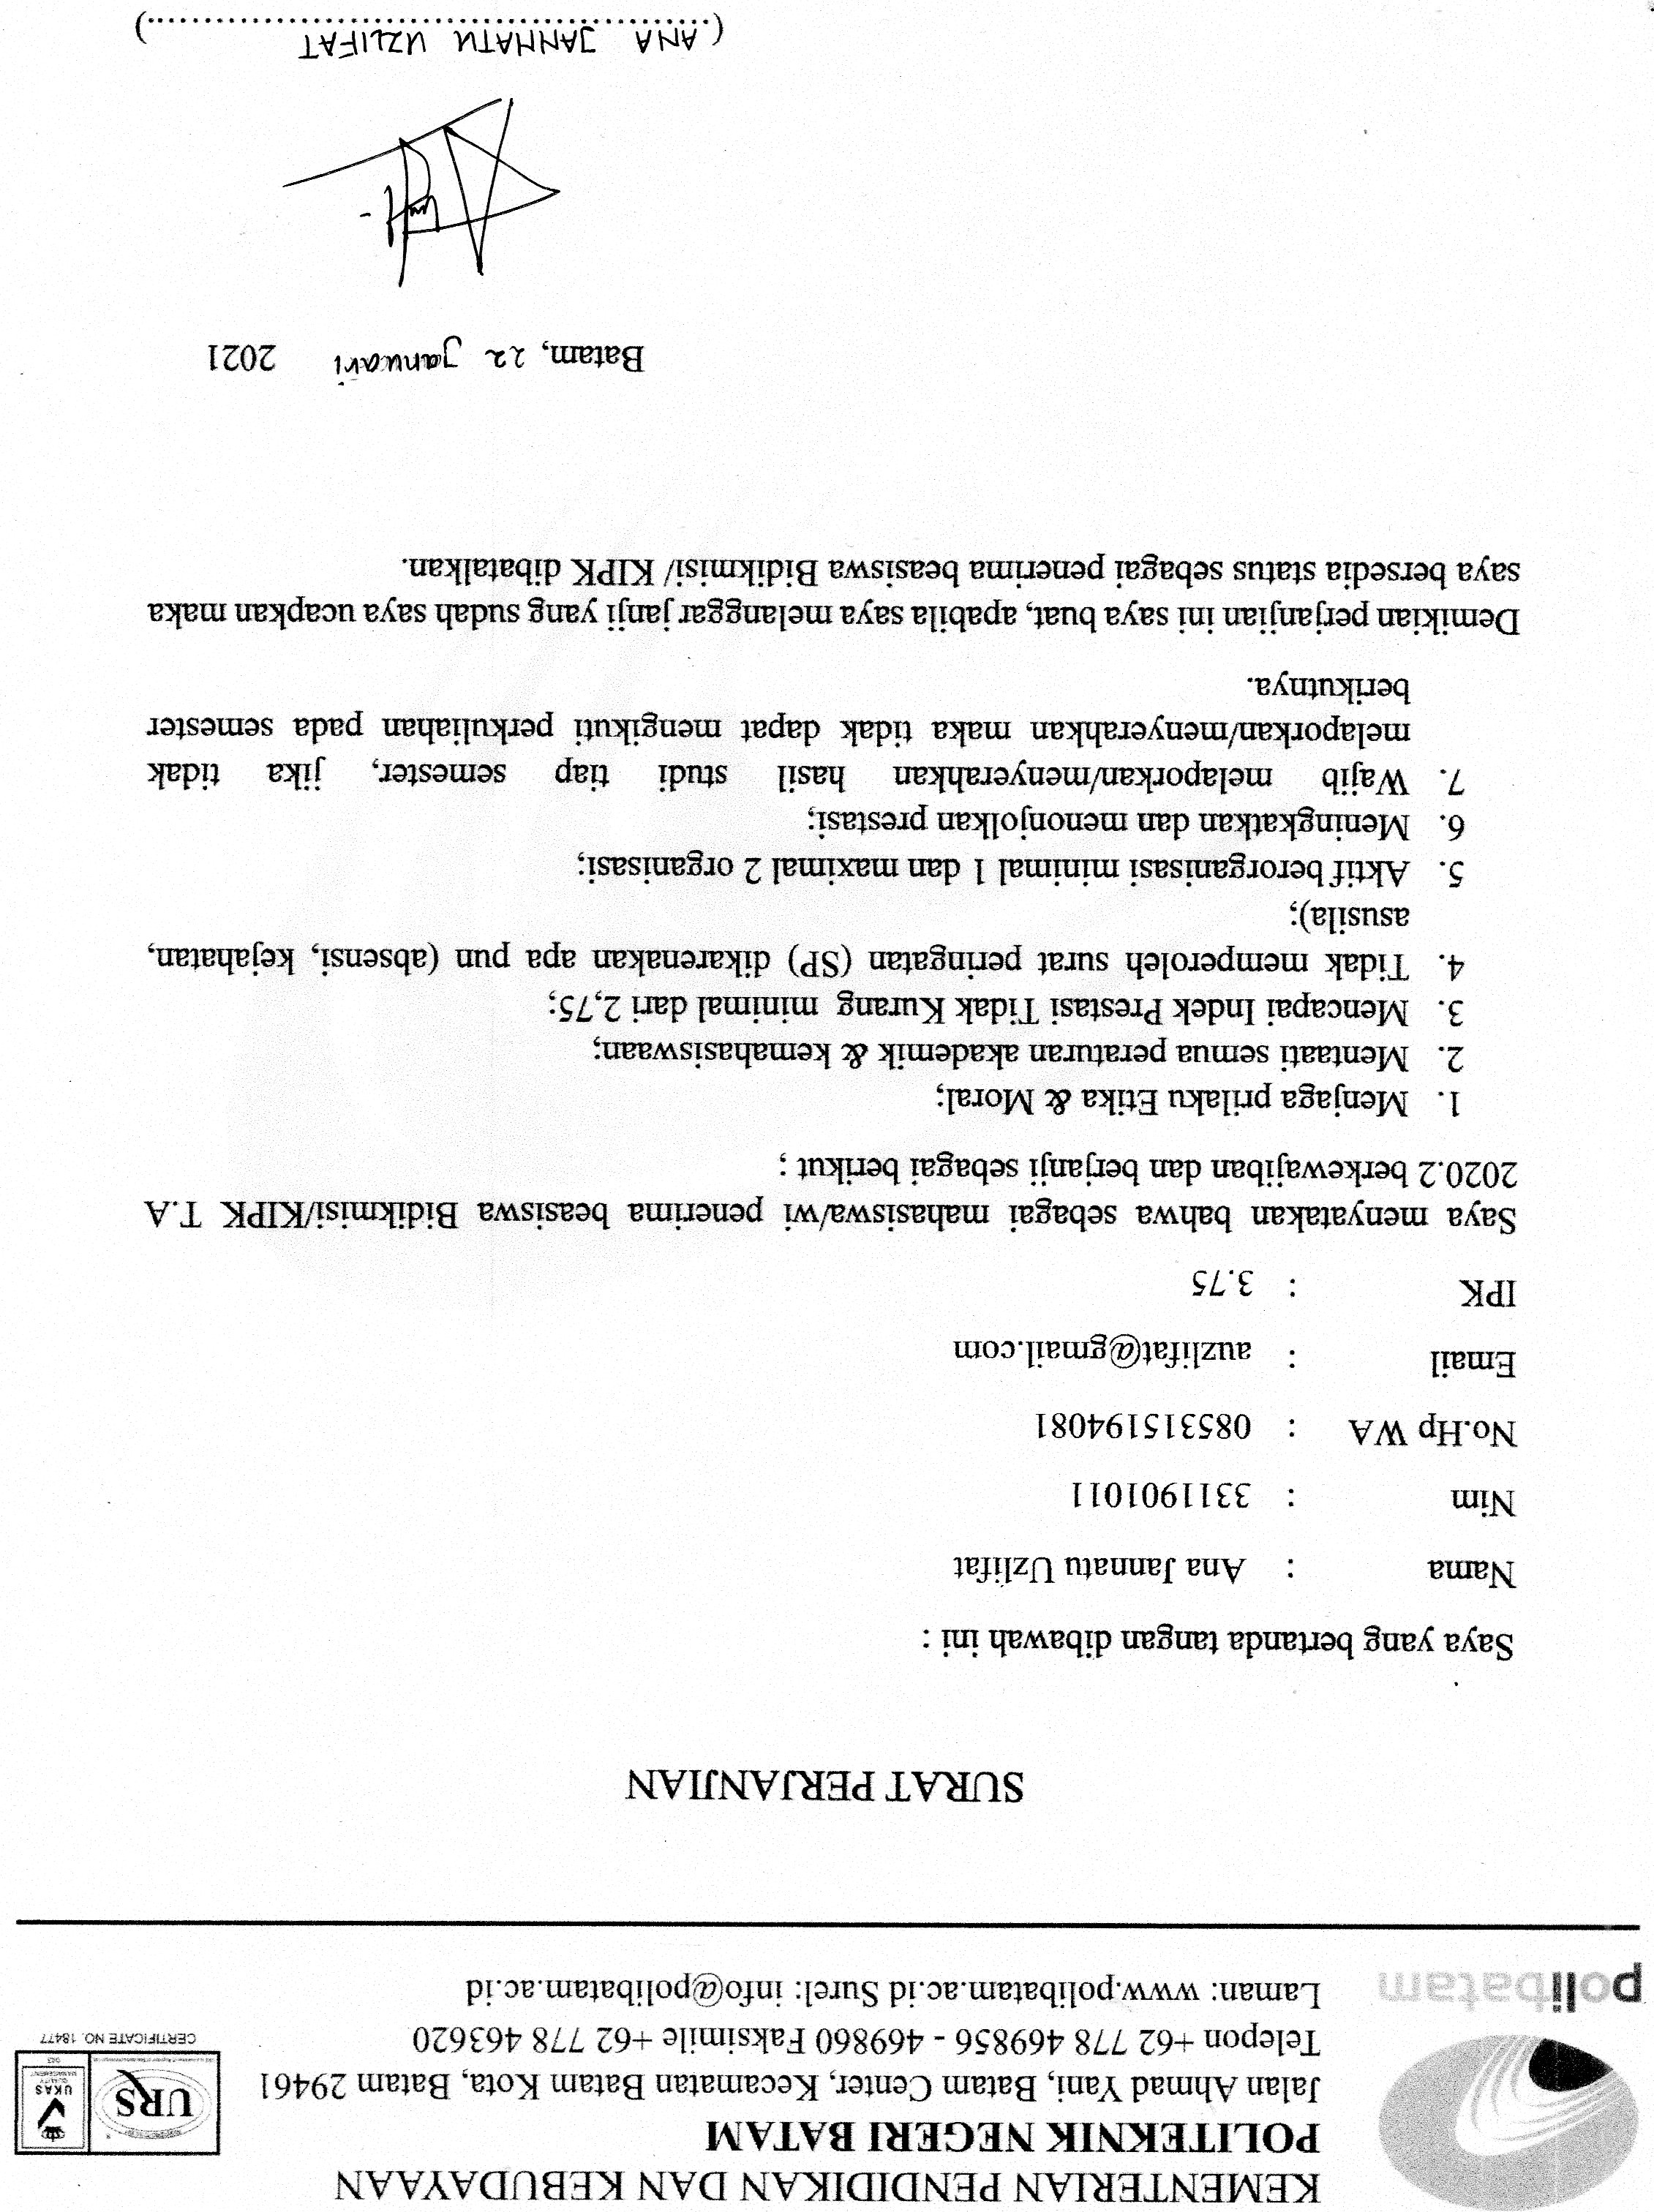 KEMENTERIAN PENDIDIKAN DAN KEBUDAYAAN
POLITEKNIK NEGERI BATAM
Jalan Ahmad Yani, Batam Center, Kecamatan Batam Kota, Batam 29461
Telepon +62 778 469856 - 469860 Faksimile +62 778 463620
Laman: www.polibatam.ac.id Surel: info@polibatam.ac.id
polibatam
URS
UKAS
MANAGEMENT
CERTIFICATE NO. 18477
SURAT PERJANJIAN
Saya yang bertanda tangan dibawah ini :
Nama : Ana Jannatu Uzlifat
Nim : 3311901011
No.Hp WA : 085315194081
Email : auzlifat@gmail.com
IPK : 3.75
Saya menyatakan bahwa sebagai mahasiswa/wi penerima beasiswa Bidikmisi/KIPK T.A
2020.2 berkewajiban dan berjanji sebagai berikut ;
1. Menjaga prilaku Etika & Moral;
2. Mentaati semua peraturan akademik & kemahasiswaan;
3. Mencapai Indek Prestasi Tidak Kurang minimal dari 2,75;
4. Tidak memperoleh surat peringatan (SP) dikarenakan apa pun (absensi, kejahatan,
asusila);
5. Aktif berorganisasi minimal 1 dan maximal 2 organisasi;
6. Meningkatkan dan menonjolkan prestasi;
7. Wajib melaporkan/menyerahkan hasil studi tiap semester, jika tidak
melaporkan/menyerahkan maka tidak dapat mengikuti perkuliahan pada semester
berikutnya.
Demikian perjanjian ini saya buat, apabila saya melanggar janji yang sudah saya ucapkan maka
saya bersedia status sebagai penerima beasiswa Bidikmisi/ KIPK dibatalkan.
Batam, 22 Januari 2021
(ANA JANNATU UZLIFAT)